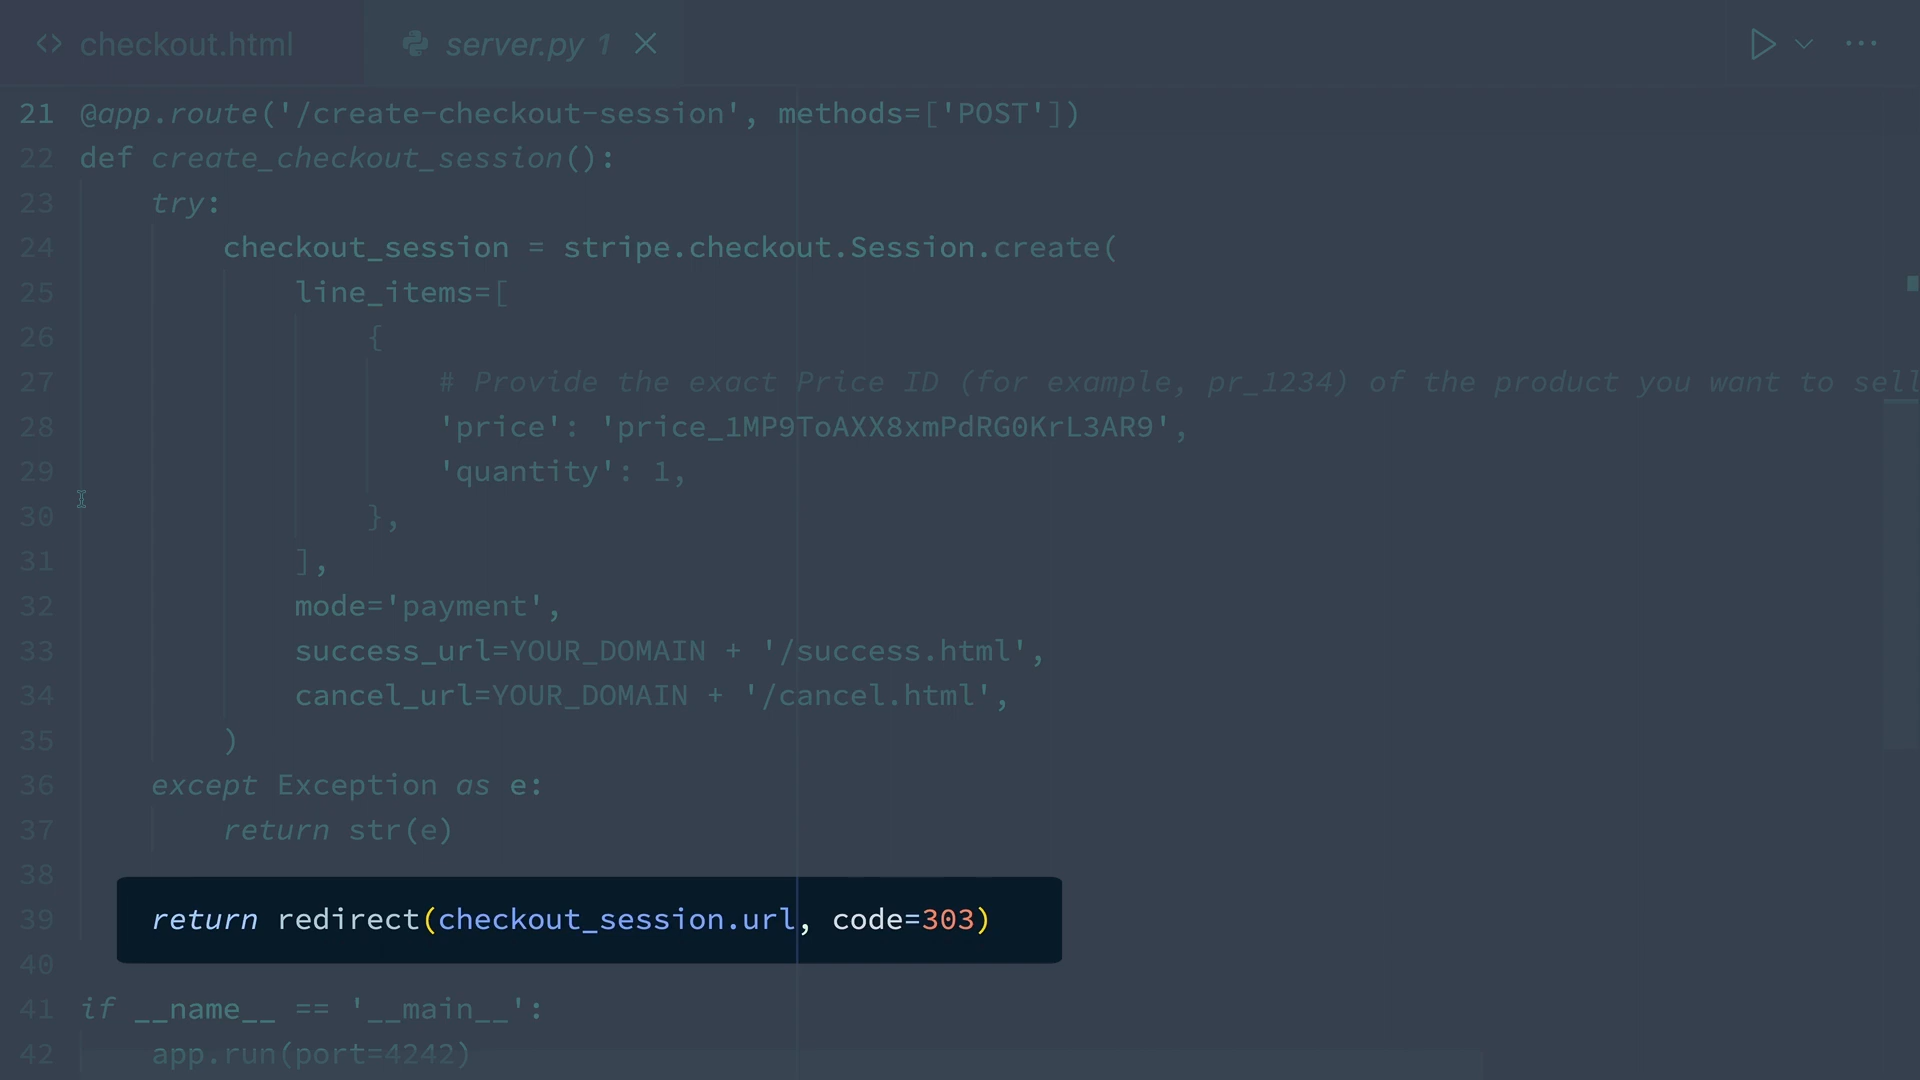 <> checkout.html server.py 1
21 @app.route('/create-checkout-session', methods=['POST'])
22 def create_checkout_session():
23 try:
24 checkout_session = stripe.checkout.Session.create(
25 line_items=[
26 {
27 # Provide the exact Price ID (for example, pr_1234) of the product you want to sell
28 'price': 'price_1MP9ToAXX8xmPdRG0KrL3AR9',
29 'quantity': 1,
30 },
31 ],
32 mode='payment',
33 success_url=YOUR_DOMAIN + '/success.html',
34 cancel_url=YOUR_DOMAIN + '/cancel.html',
35 )
36 except Exception as e:
37 return str(e)
38
39 return redirect(checkout_session.url, code=303)
40
41 if __name__ == '__main__':
42 app.run(port=4242)